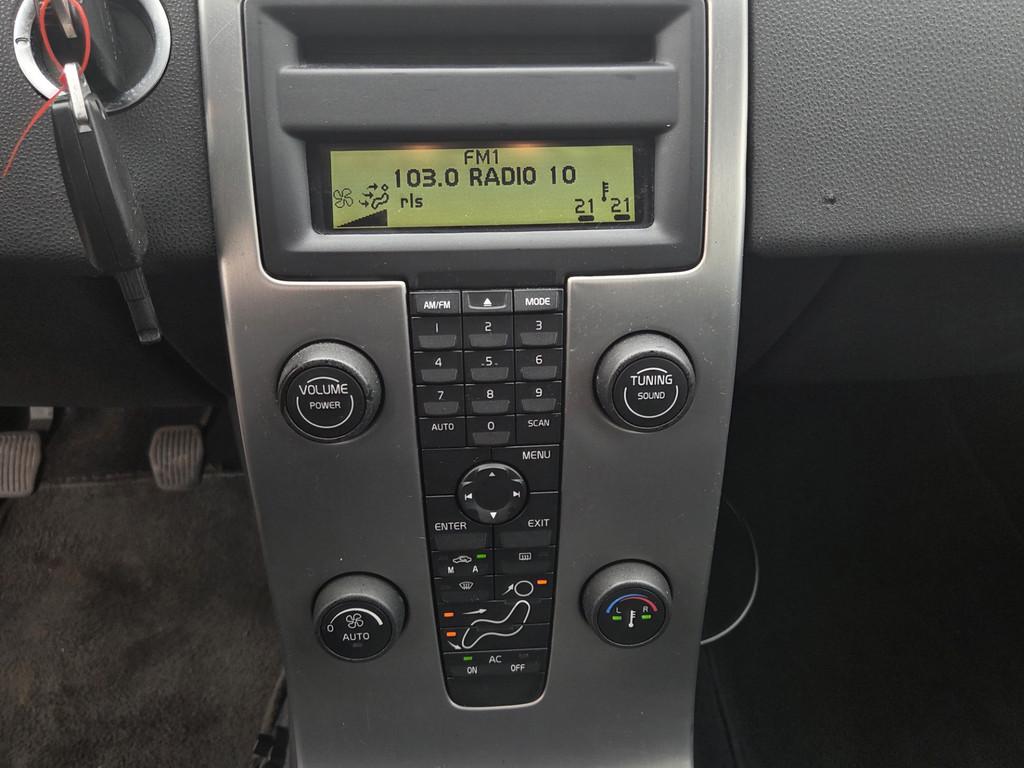 FM1
103.0 RADIO 10
rls
21 21
AM/FM MODE
1 2 3
4 .5. 6
7 8 9
AUTO 0 SCAN
VOLUME
POWER
TUNING
SOUND
MENU
ENTER EXIT
M A
0
AUTO
L R
AC
ON OFF